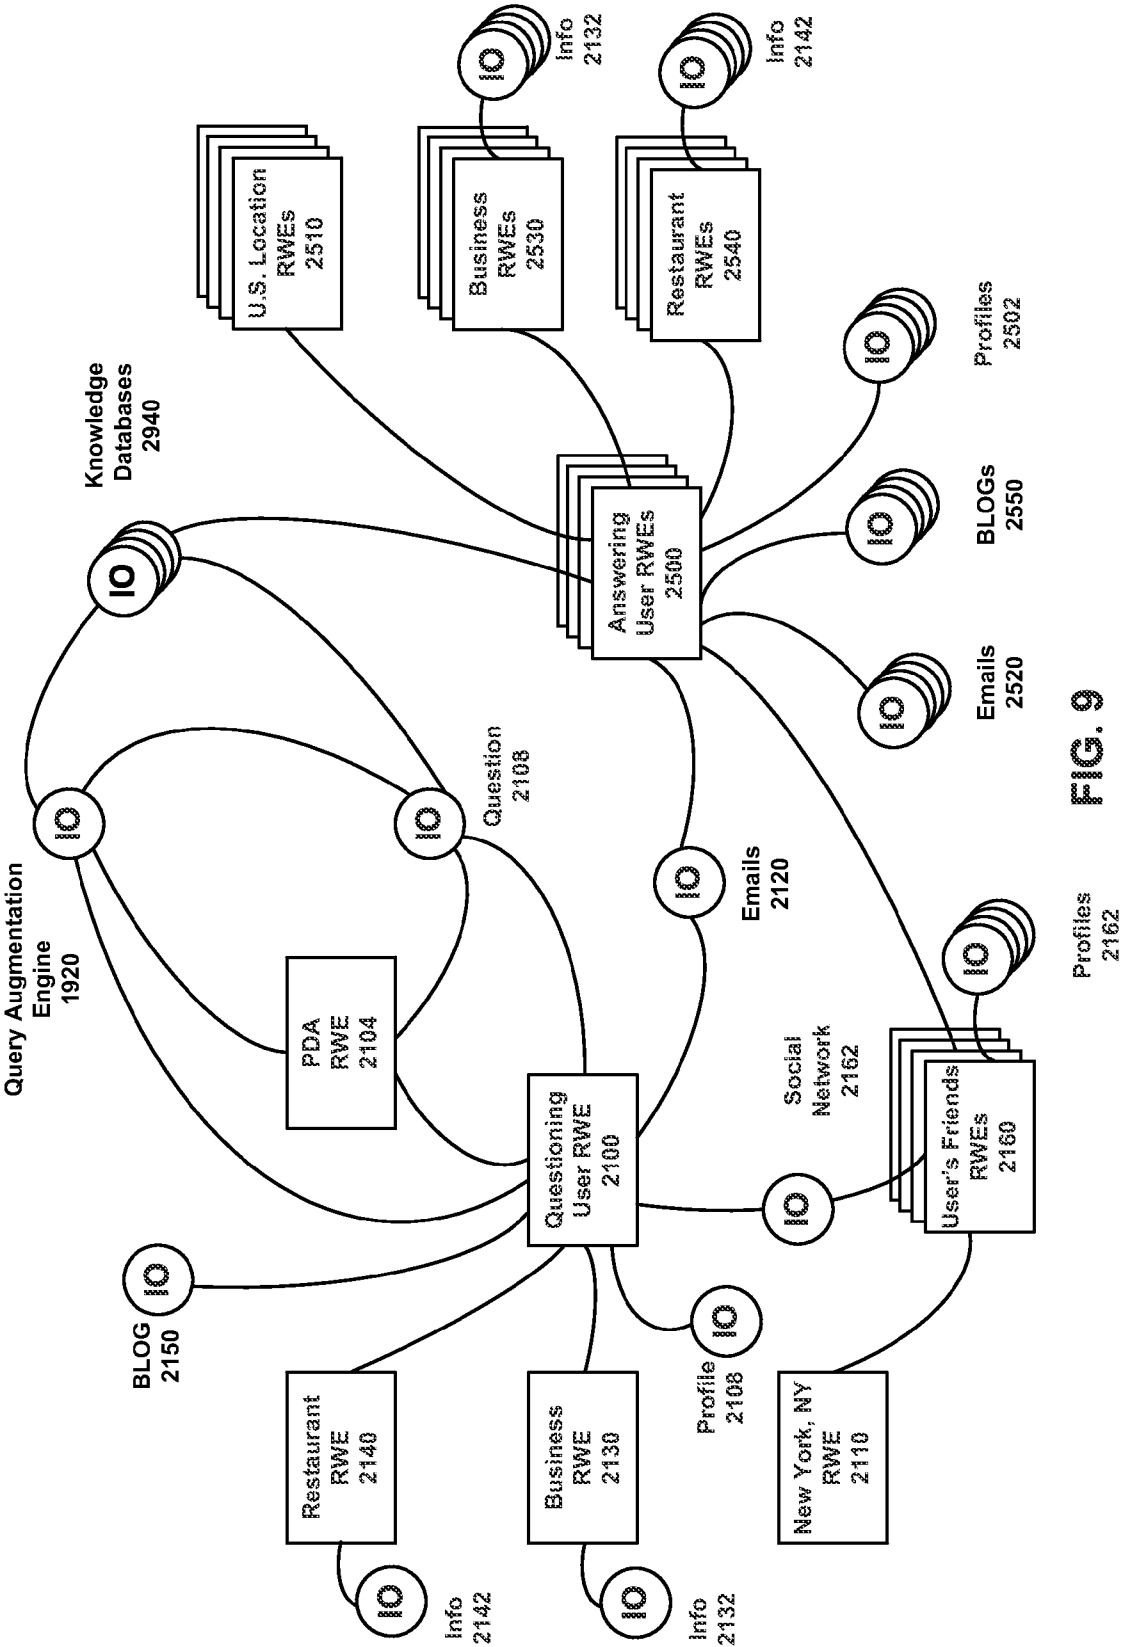 Query Augmentation
Engine
1920
IO
Knowledge
Databases
2940
IO
BLOG
2150
IO
U.S. Location
RWEs
2510
Restaurant
RWE
2140
IO
Info
2142
PDA
RWE
2104
IO
Question
2108
Business
RWEs
2530
IO
Info
2132
Business
RWE
2130
IO
Info
2132
Questioning
User RWE
2100
Answering
User RWEs
2500
Restaurant
RWEs
2540
IO
Info
2142
IO
Emails
2120
Profile
2108
IO
IO
Social
Network
2162
New York, NY
RWE
2110
IO
Emails
2520
IO
BLOGs
2550
IO
Profiles
2502
User's Friends
RWEs
2160
IO
Profiles
2162
FIG. 9